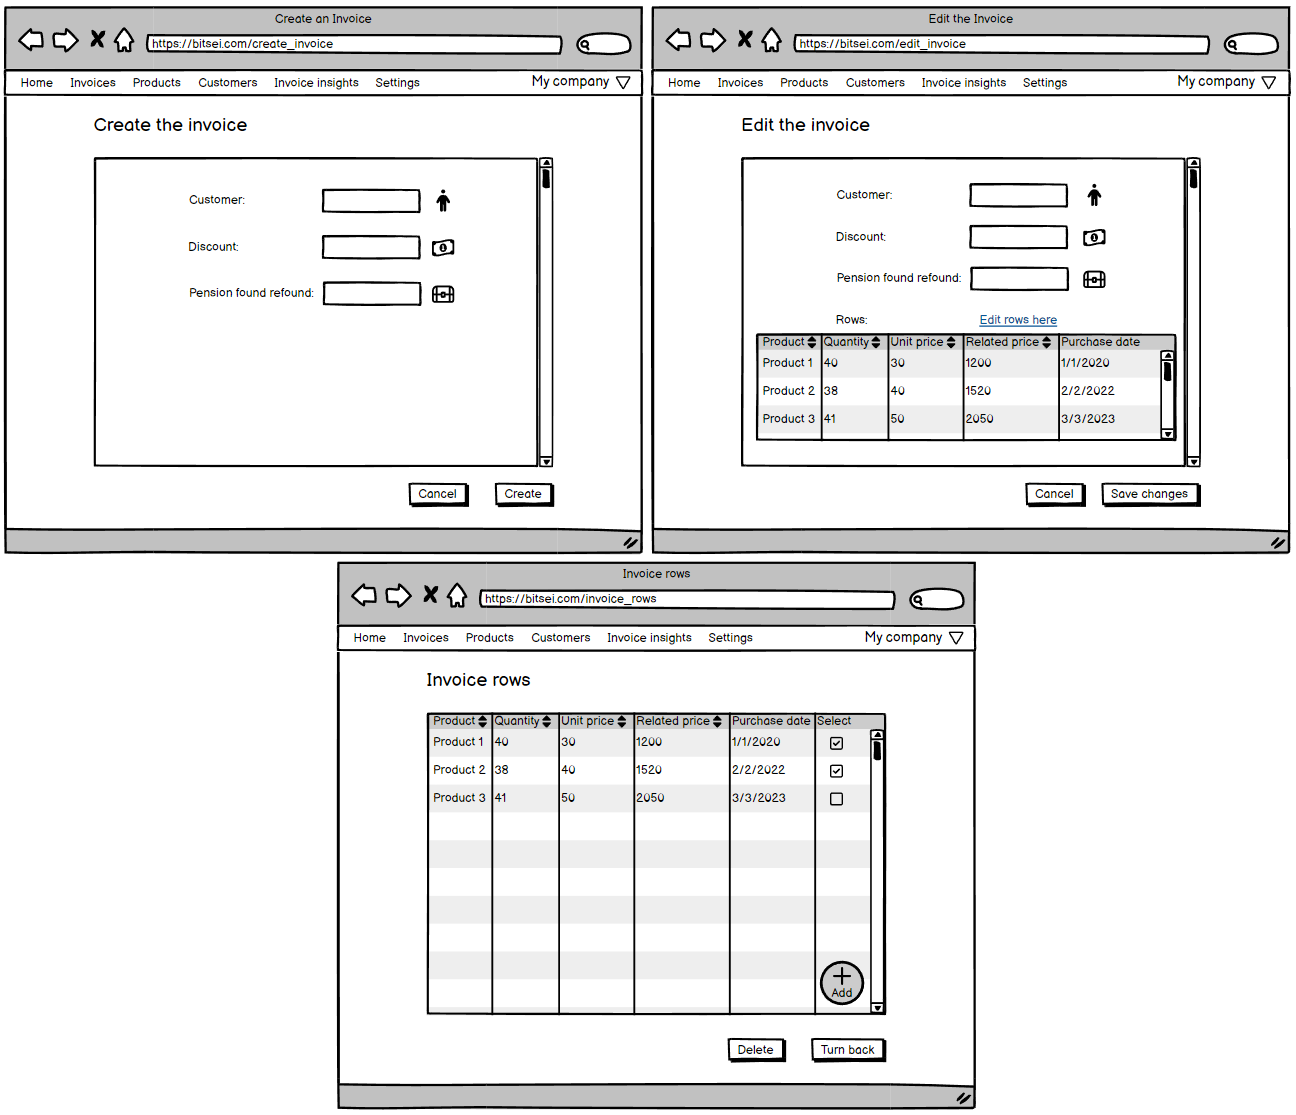 Create an Invoice
https://bitsei.com/create_invoice
Home Invoices Products Customers Invoice insights Settings My company
Create the invoice
Customer:
Discount:
Pension found refound:
Cancel Create
Edit the Invoice
https://bitsei.com/edit_invoice
Home Invoices Products Customers Invoice insights Settings My company
Edit the invoice
Customer:
Discount:
Pension found refound:
Rows: Edit rows here
Product Quantity Unit price Related price Purchase date
Product 1 40 30 1200 1/1/2020
Product 2 38 40 1520 2/2/2022
Product 3 41 50 2050 3/3/2023
Cancel Save changes
Invoice rows
https://bitsei.com/invoice_rows
Home Invoices Products Customers Invoice insights Settings My company
Invoice rows
Product Quantity Unit price Related price Purchase date Select
Product 1 40 30 1200 1/1/2020
Product 2 38 40 1520 2/2/2022
Product 3 41 50 2050 3/3/2023
Add
Delete Turn back